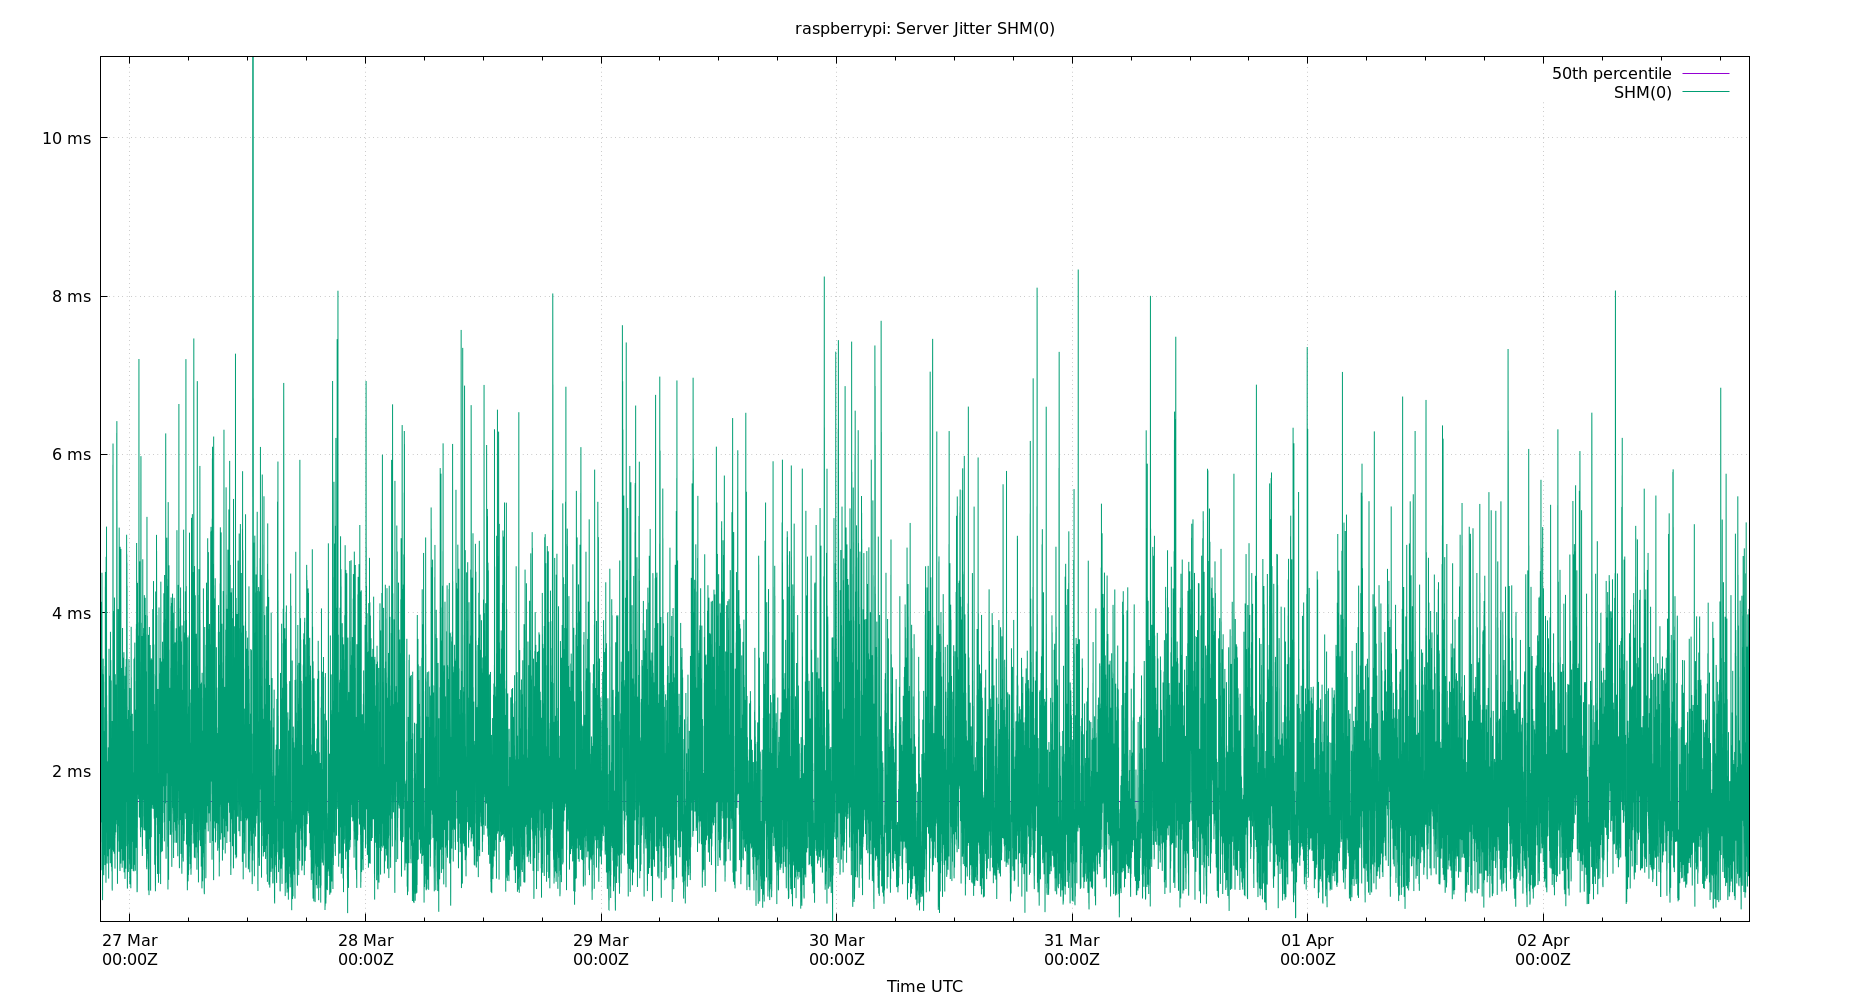 raspberrypi: Server Jitter SHM(0)
50th percentile
SHM(0)
10 ms
8 ms
6 ms
4 ms
2 ms
27 Mar 28 Mar 29 Mar 30 Mar 31 Mar 01 Apr 02 Apr
00:00Z 00:00Z 00:00Z 00:00Z 00:00Z 00:00Z 00:00Z
Time UTC